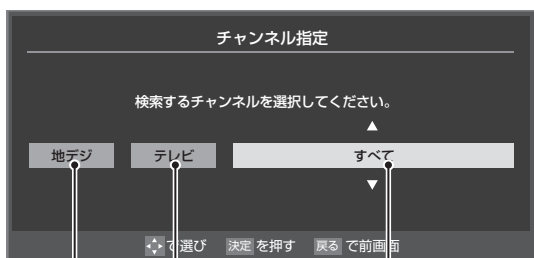 チャンネル指定
検索するチャンネルを選択してください。
▲
地デジ テレビ すべて
▼
で選び 決定 を押す 戻る で前画面